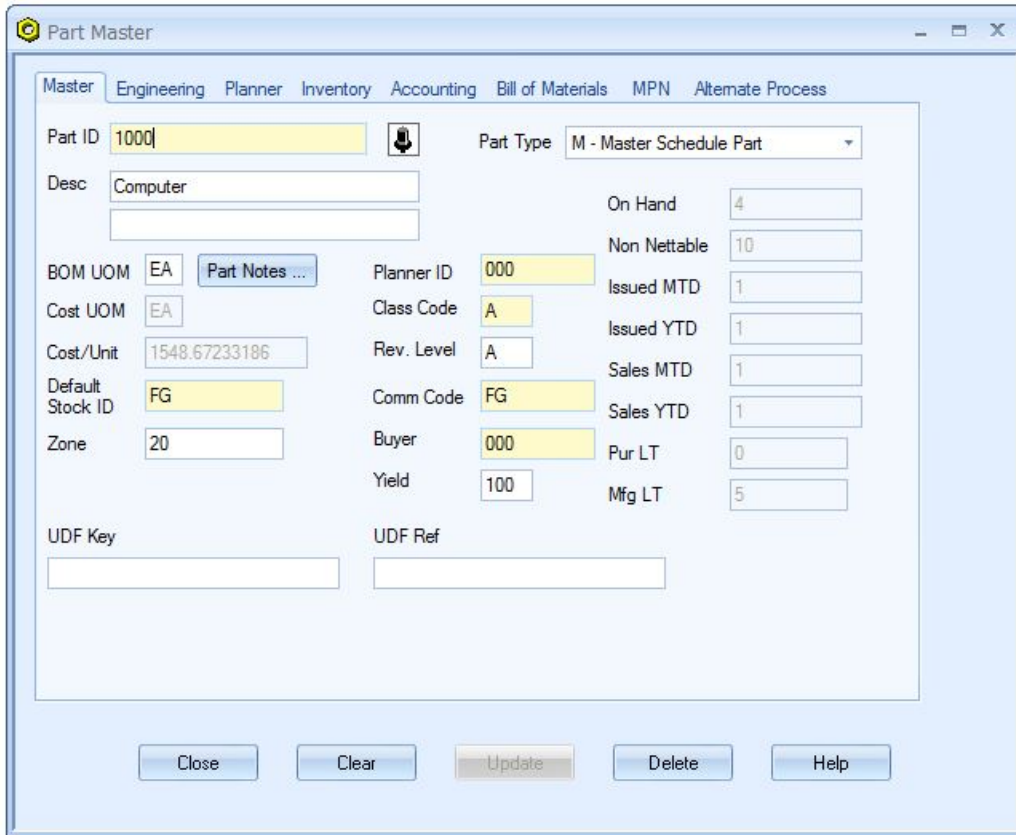 Part Master
Master Engineering Planner Inventory Accounting Bill of Materials MPN Alternate Process
Part ID 1000 Part Type M - Master Schedule Part
Desc Computer
On Hand 4
Non Nettable 10
BOM UOM EA Part Notes ... Planner ID 000
Issued MTD 1
Cost UOM EA Class Code A
Issued YTD 1
Cost/Unit 1548.67233186 Rev. Level A
Sales MTD 1
Default
Stock ID FG Comm Code FG
Sales YTD 1
Zone 20 Buyer 000
Pur LT 0
Yield 100
Mfg LT 5
UDF Key UDF Ref
Close Clear Update Delete Help